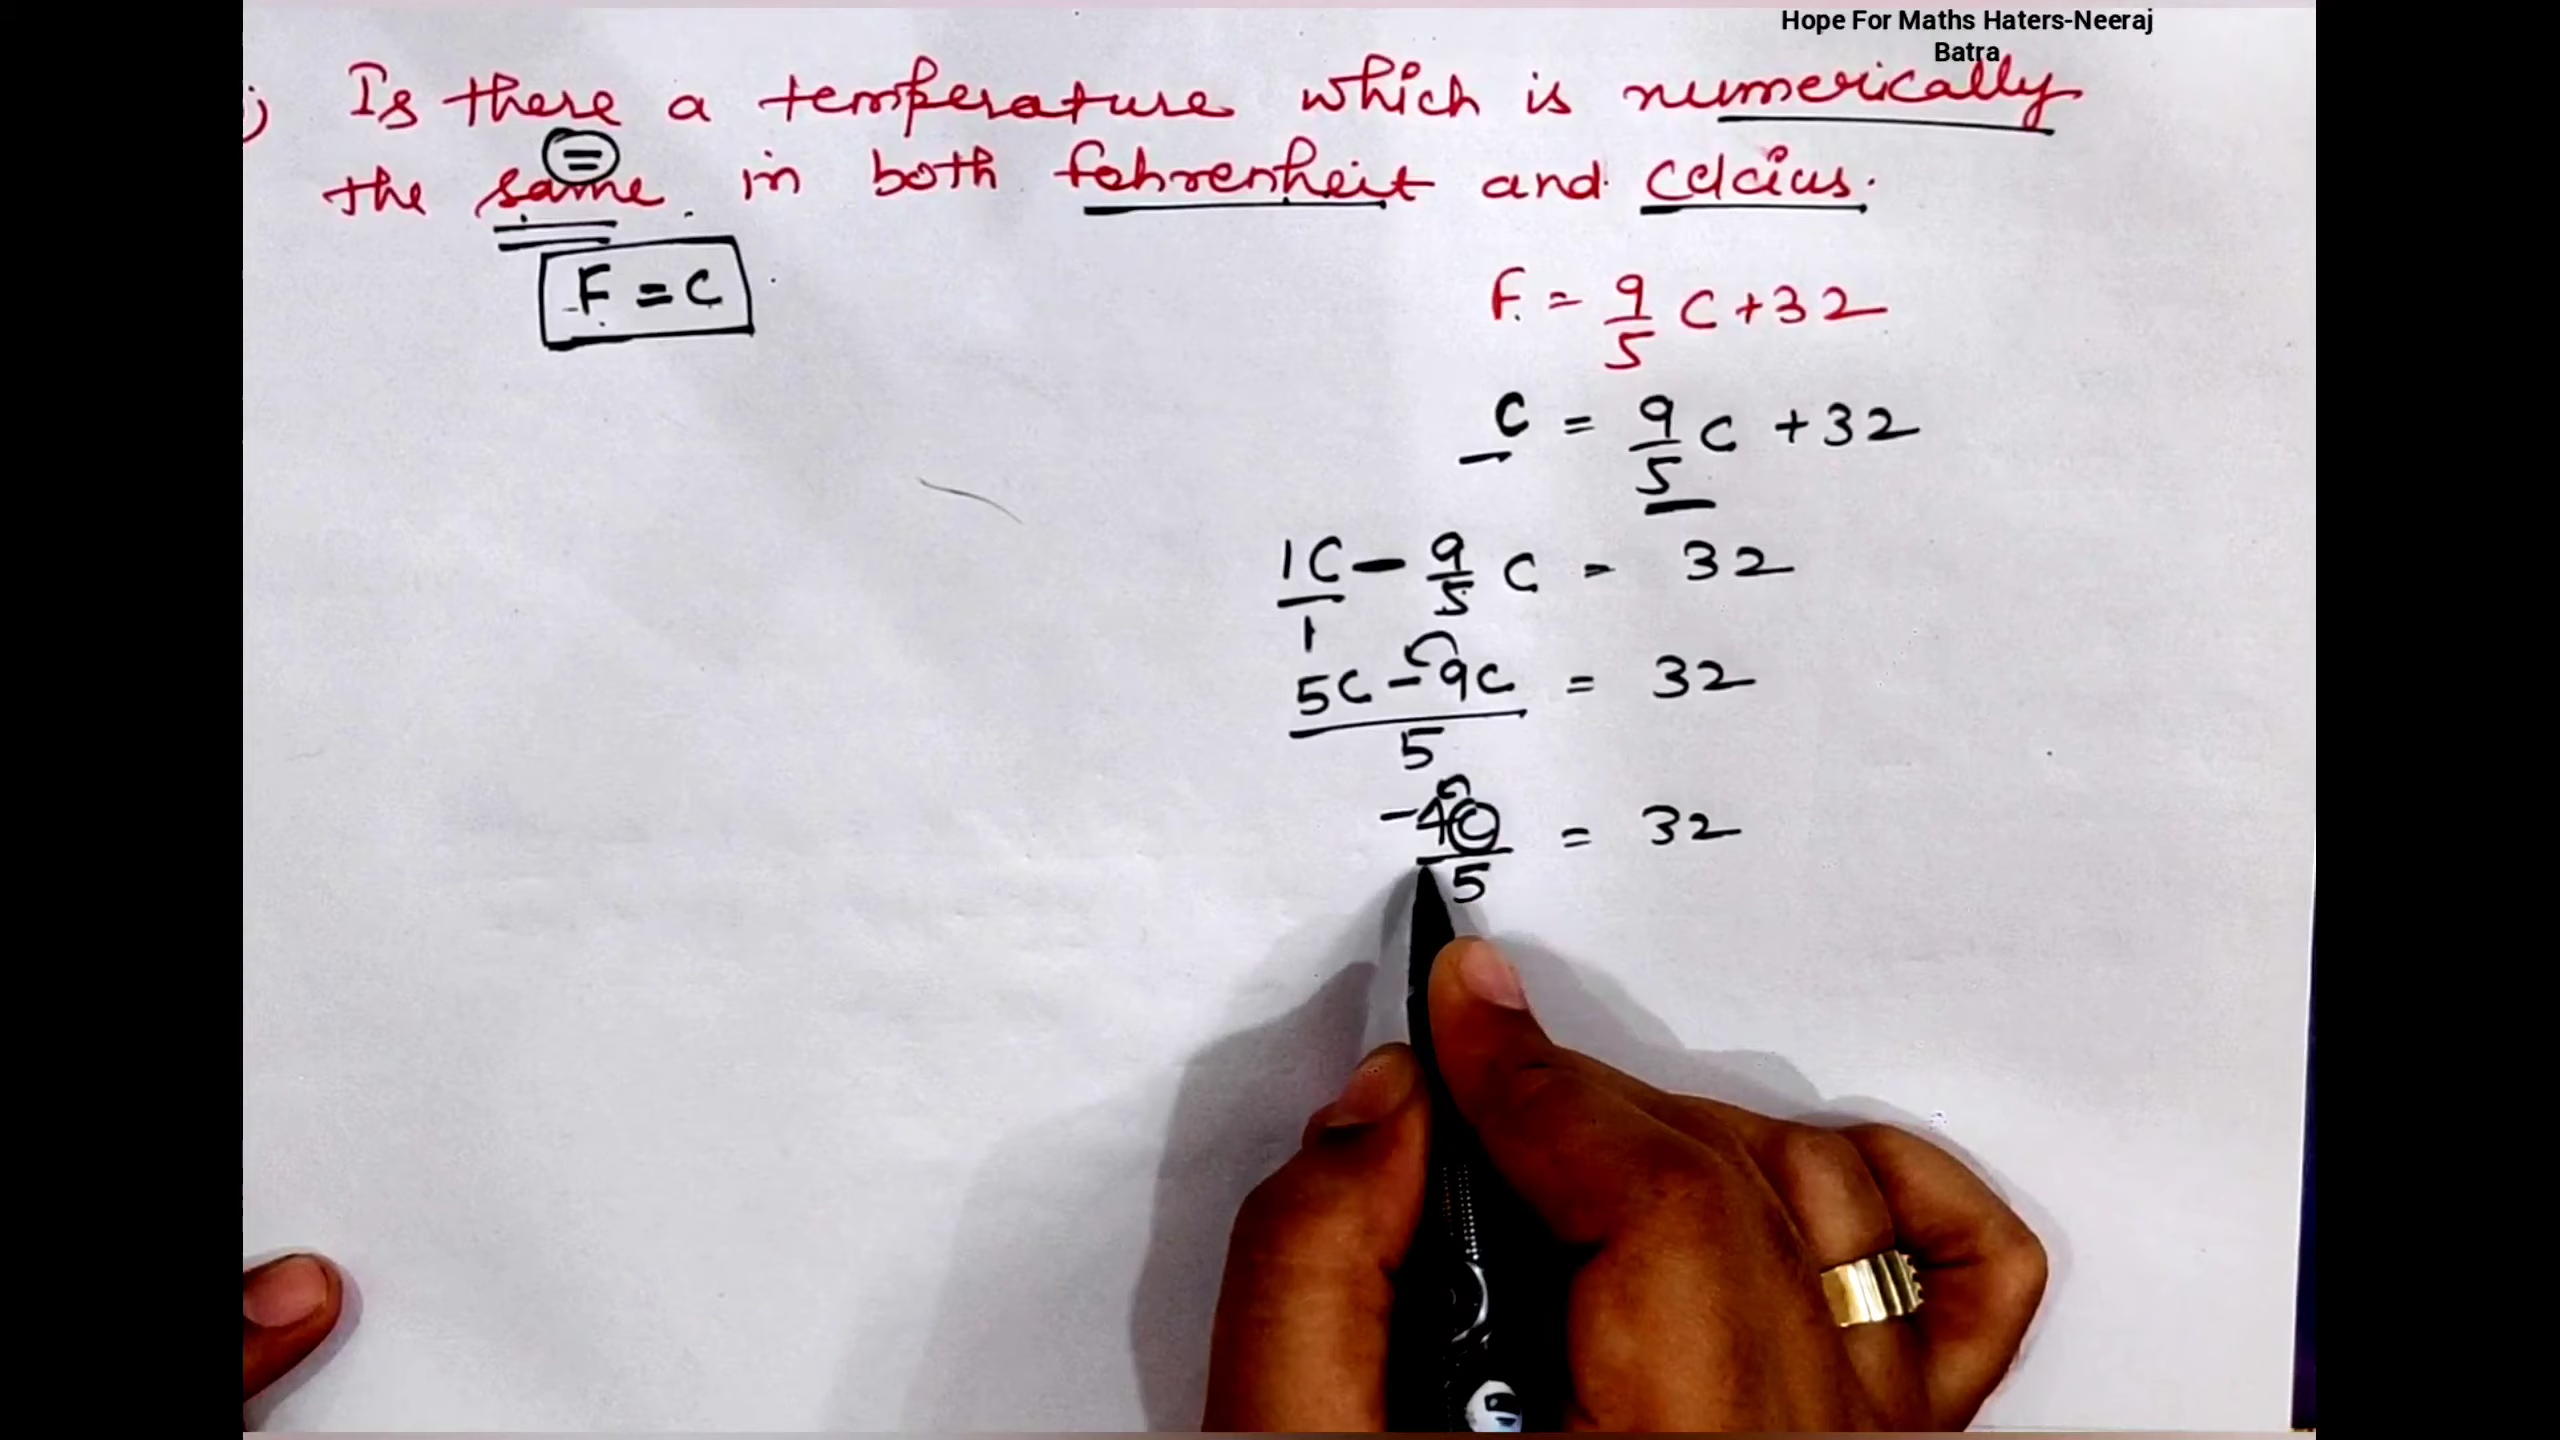 Hope For Maths Haters-Neeraj
Batra
Is there a temperature which is numerically
=
the same in both fahrenheit and celcius.
F = C
F = 9/5 C + 32
C = 9/5 C + 32
1C/1 - 9/5 C = 32
5C - 9C / 5 = 32
-4C / 5 = 32